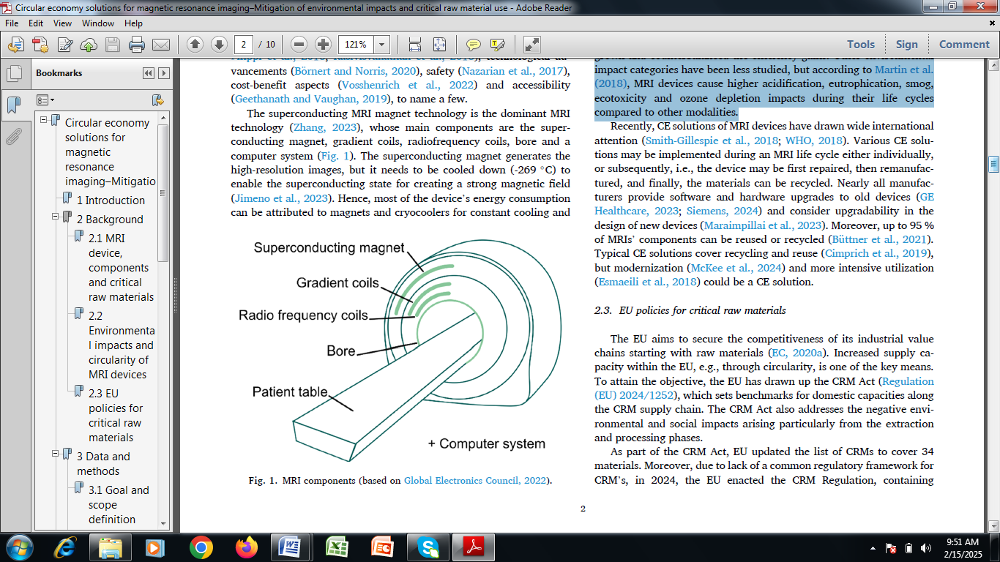 Circular economy solutions for magnetic resonance imaging–Mitigation of environmental impacts and critical raw material use - Adobe Reader
File Edit View Window Help
2 / 10
121%
Tools Sign Comment
Bookmarks
Circular economy
solutions for
magnetic
resonance
imaging–Mitigatio
1 Introduction
2 Background
2.1 MRI
device,
components
and critical
raw materials
2.2
Environmenta
l impacts and
circularity of
MRI devices
2.3 EU
policies for
critical raw
materials
3 Data and
methods
3.1 Goal and
scope
definition
vancements (Börnert and Norris, 2020), safety (Nazarian et al., 2017),
cost-benefit aspects (Vosshenrich et al., 2022) and accessibility
(Geethanath and Vaughan, 2019), to name a few.
The superconducting MRI magnet technology is the dominant MRI
technology (Zhang, 2023), whose main components are the super-
conducting magnet, gradient coils, radiofrequency coils, bore and a
computer system (Fig. 1). The superconducting magnet generates the
high-resolution images, but it needs to be cooled down (-269 °C) to
enable the superconducting state for creating a strong magnetic field
(Jimeno et al., 2023). Hence, most of the device's energy consumption
can be attributed to magnets and cryocoolers for constant cooling and
Superconducting magnet
Gradient coils
Radio frequency coils
Bore
Patient table
+ Computer system
Fig. 1. MRI components (based on Global Electronics Council, 2022).
impact categories have been less studied, but according to Martin et al.
(2018), MRI devices cause higher acidification, eutrophication, smog,
ecotoxicity and ozone depletion impacts during their life cycles
compared to other modalities.
Recently, CE solutions of MRI devices have drawn wide international
attention (Smith-Gillespie et al., 2018; WHO, 2018). Various CE solu-
tions may be implemented during an MRI life cycle either individually,
or subsequently, i.e., the device may be first repaired, then remanufac-
tured, and finally, the materials can be recycled. Nearly all manufac-
turers provide software and hardware upgrades to old devices (GE
Healthcare, 2023; Siemens, 2024) and consider upgradability in the
design of new devices (Maraimpillai et al., 2023). Moreover, up to 95 %
of MRIs' components can be reused or recycled (Büttner et al., 2021).
Typical CE solutions cover recycling and reuse (Cimprich et al., 2019),
but modernization (McKee et al., 2024) and more intensive utilization
(Esmaeili et al., 2018) could be a CE solution.
2.3. EU policies for critical raw materials
The EU aims to secure the competitiveness of its industrial value
chains starting with raw materials (EC, 2020a). Increased supply ca-
pacity within the EU, e.g., through circularity, is one of the key means.
To attain the objective, the EU has drawn up the CRM Act (Regulation
(EU) 2024/1252), which sets benchmarks for domestic capacities along
the CRM supply chain. The CRM Act also addresses the negative envi-
ronmental and social impacts arising particularly from the extraction
and processing phases.
As part of the CRM Act, EU updated the list of CRMs to cover 34
materials. Moreover, due to lack of a common regulatory framework for
CRM's, in 2024, the EU enacted the CRM Regulation, containing
2
9:51 AM
2/15/2025